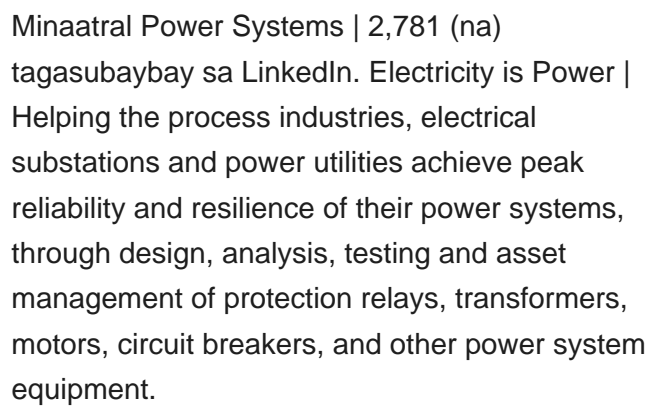 Minaatral Power Systems | 2,781 (na)
tagasubaybay sa LinkedIn. Electricity is Power |
Helping the process industries, electrical
substations and power utilities achieve peak
reliability and resilience of their power systems,
through design, analysis, testing and asset
management of protection relays, transformers,
motors, circuit breakers, and other power system
equipment.